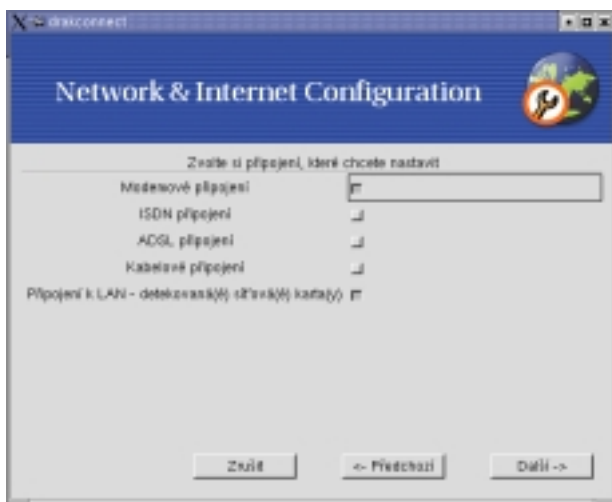 drakconnect
Network & Internet Configuration
Zvolte si připojení, které chcete nastavit
Modemové připojení
ISDN připojení
ADSL připojení
Kabelové připojení
Připojení k LAN - detekovaná(é) síťová(é) karta(y)
Zrušit
<- Předchozí
Další ->